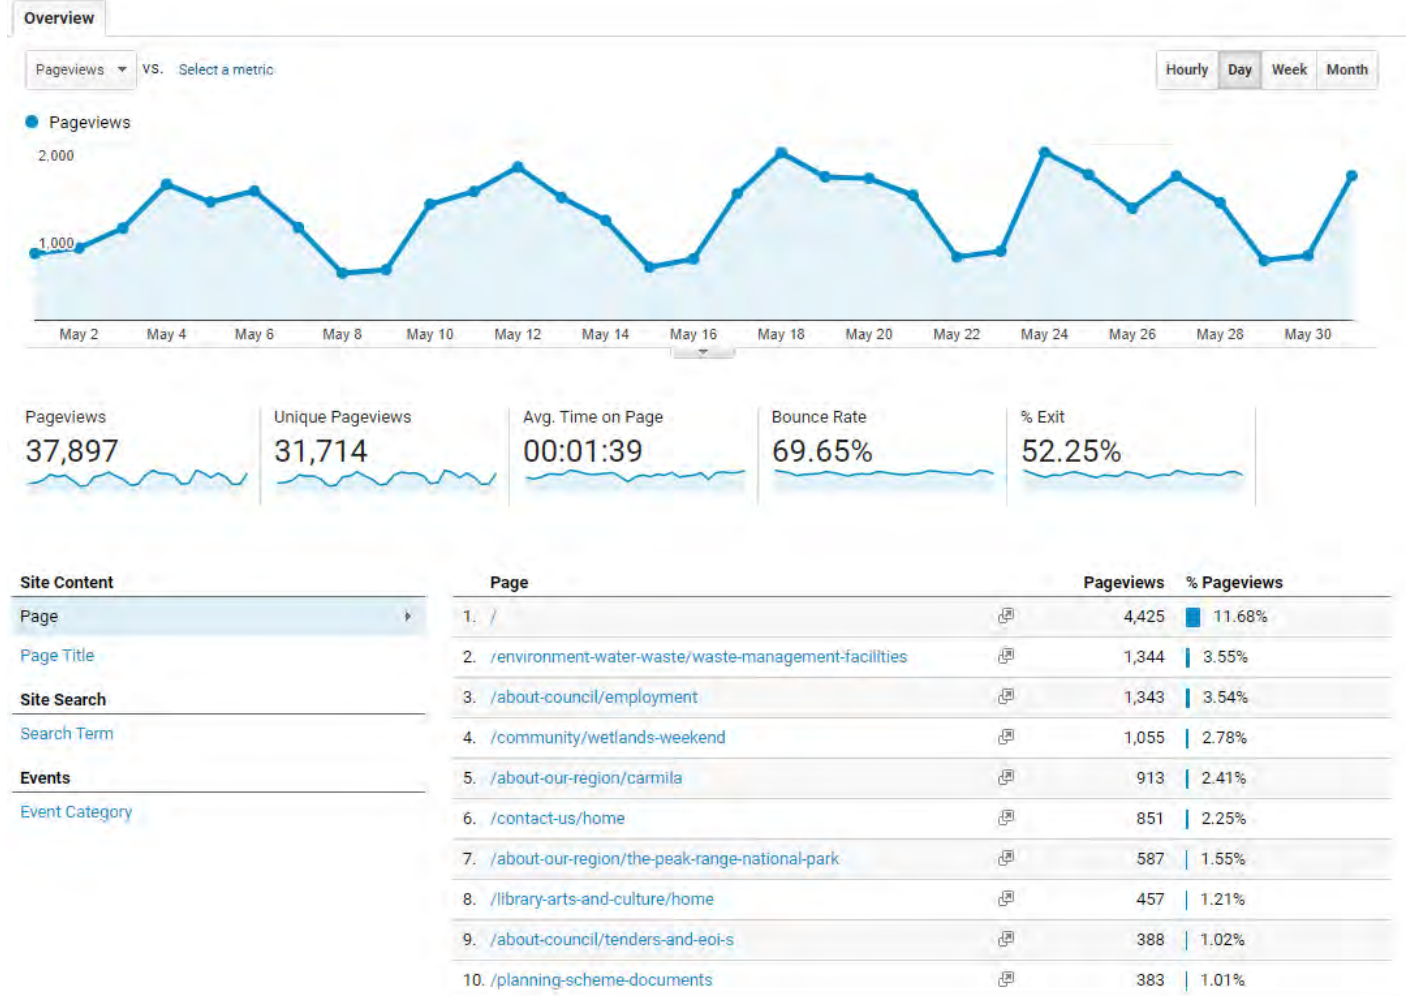 Overview
Pageviews vs. Select a metric Hourly Day Week Month
Pageviews
2,000
1,000
May 2 May 4 May 6 May 8 May 10 May 12 May 14 May 16 May 18 May 20 May 22 May 24 May 26 May 28 May 30
Pageviews Unique Pageviews Avg. Time on Page Bounce Rate % Exit
37,897 31,714 00:01:39 69.65% 52.25%
Site Content
Page
Page Title
Site Search
Search Term
Events
Event Category
Page Pageviews % Pageviews
1. / 4,425 11.68%
2. /environment-water-waste/waste-management-facilities 1,344 3.55%
3. /about-council/employment 1,343 3.54%
4. /community/wetlands-weekend 1,055 2.78%
5. /about-our-region/carmila 913 2.41%
6. /contact-us/home 851 2.25%
7. /about-our-region/the-peak-range-national-park 587 1.55%
8. /library-arts-and-culture/home 457 1.21%
9. /about-council/tenders-and-eoi-s 388 1.02%
10. /planning-scheme-documents 383 1.01%